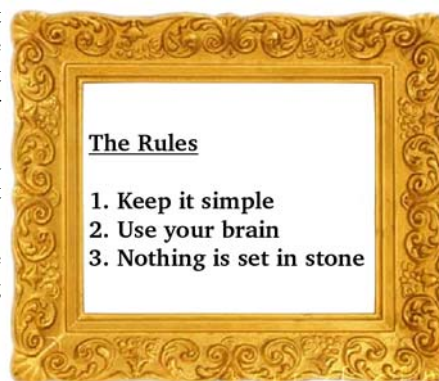 The Rules
1. Keep it simple
2. Use your brain
3. Nothing is set in stone